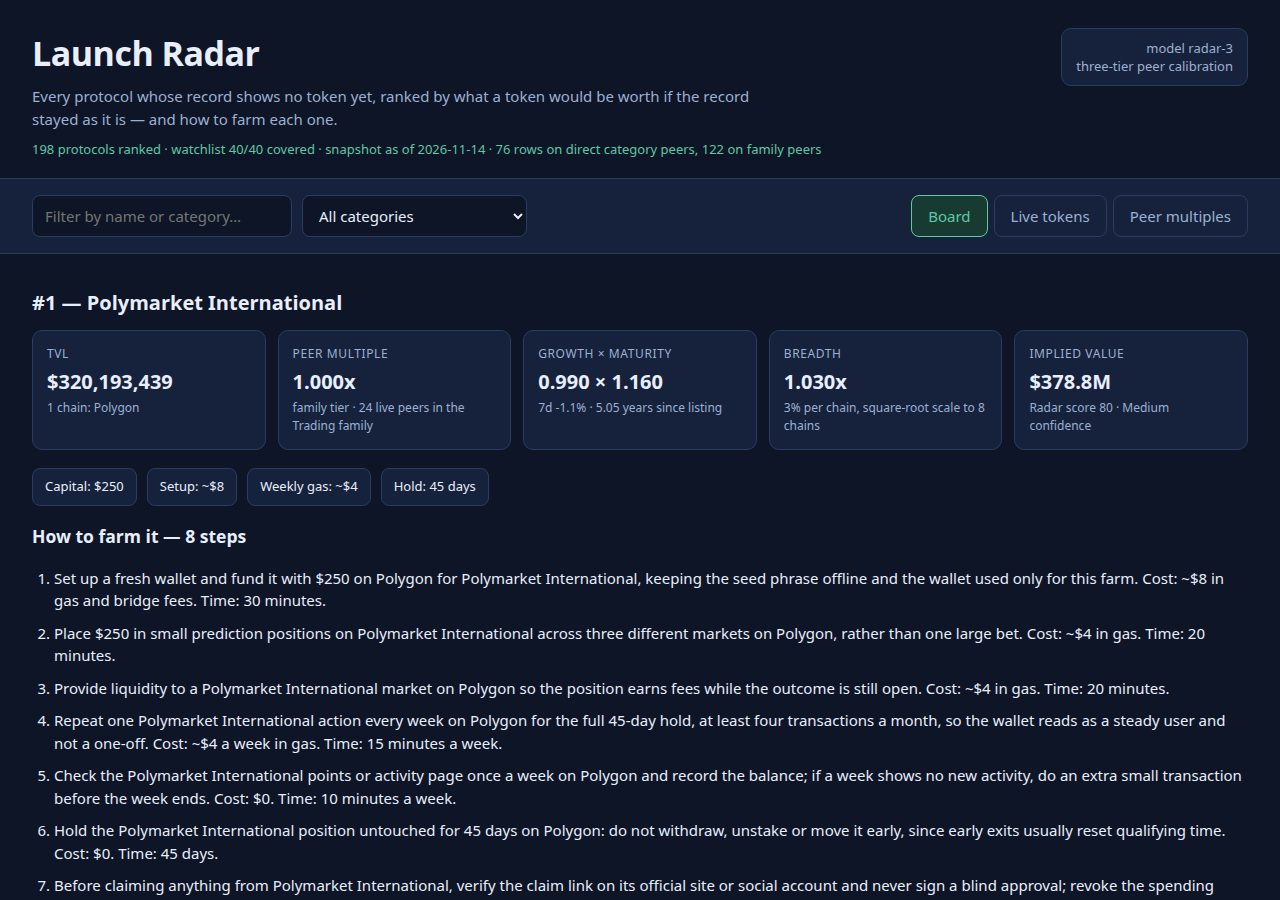 Launch Radar
model radar-3
three-tier peer calibration
Every protocol whose record shows no token yet, ranked by what a token would be worth if the record
stayed as it is — and how to farm each one.
198 protocols ranked · watchlist 40/40 covered · snapshot as of 2026-11-14 · 76 rows on direct category peers, 122 on family peers
Filter by name or category...
All categories
Board
Live tokens
Peer multiples
#1 — Polymarket International
TVL
$320,193,439
1 chain: Polygon
PEER MULTIPLE
1.000x
family tier · 24 live peers in the
Trading family
GROWTH × MATURITY
0.990 × 1.160
7d -1.1% · 5.05 years since listing
BREADTH
1.030x
3% per chain, square-root scale to 8
chains
IMPLIED VALUE
$378.8M
Radar score 80 · Medium
confidence
Capital: $250
Setup: ~$8
Weekly gas: ~$4
Hold: 45 days
How to farm it — 8 steps
1. Set up a fresh wallet and fund it with $250 on Polygon for Polymarket International, keeping the seed phrase offline and the wallet used only for this farm. Cost: ~$8 in
gas and bridge fees. Time: 30 minutes.
2. Place $250 in small prediction positions on Polymarket International across three different markets on Polygon, rather than one large bet. Cost: ~$4 in gas. Time: 20
minutes.
3. Provide liquidity to a Polymarket International market on Polygon so the position earns fees while the outcome is still open. Cost: ~$4 in gas. Time: 20 minutes.
4. Repeat one Polymarket International action every week on Polygon for the full 45-day hold, at least four transactions a month, so the wallet reads as a steady user and
not a one-off. Cost: ~$4 a week in gas. Time: 15 minutes a week.
5. Check the Polymarket International points or activity page once a week on Polygon and record the balance; if a week shows no new activity, do an extra small transaction
before the week ends. Cost: $0. Time: 10 minutes a week.
6. Hold the Polymarket International position untouched for 45 days on Polygon: do not withdraw, unstake or move it early, since early exits usually reset qualifying time.
Cost: $0. Time: 45 days.
7. Before claiming anything from Polymarket International, verify the claim link on its official site or social account and never sign a blind approval; revoke the spending